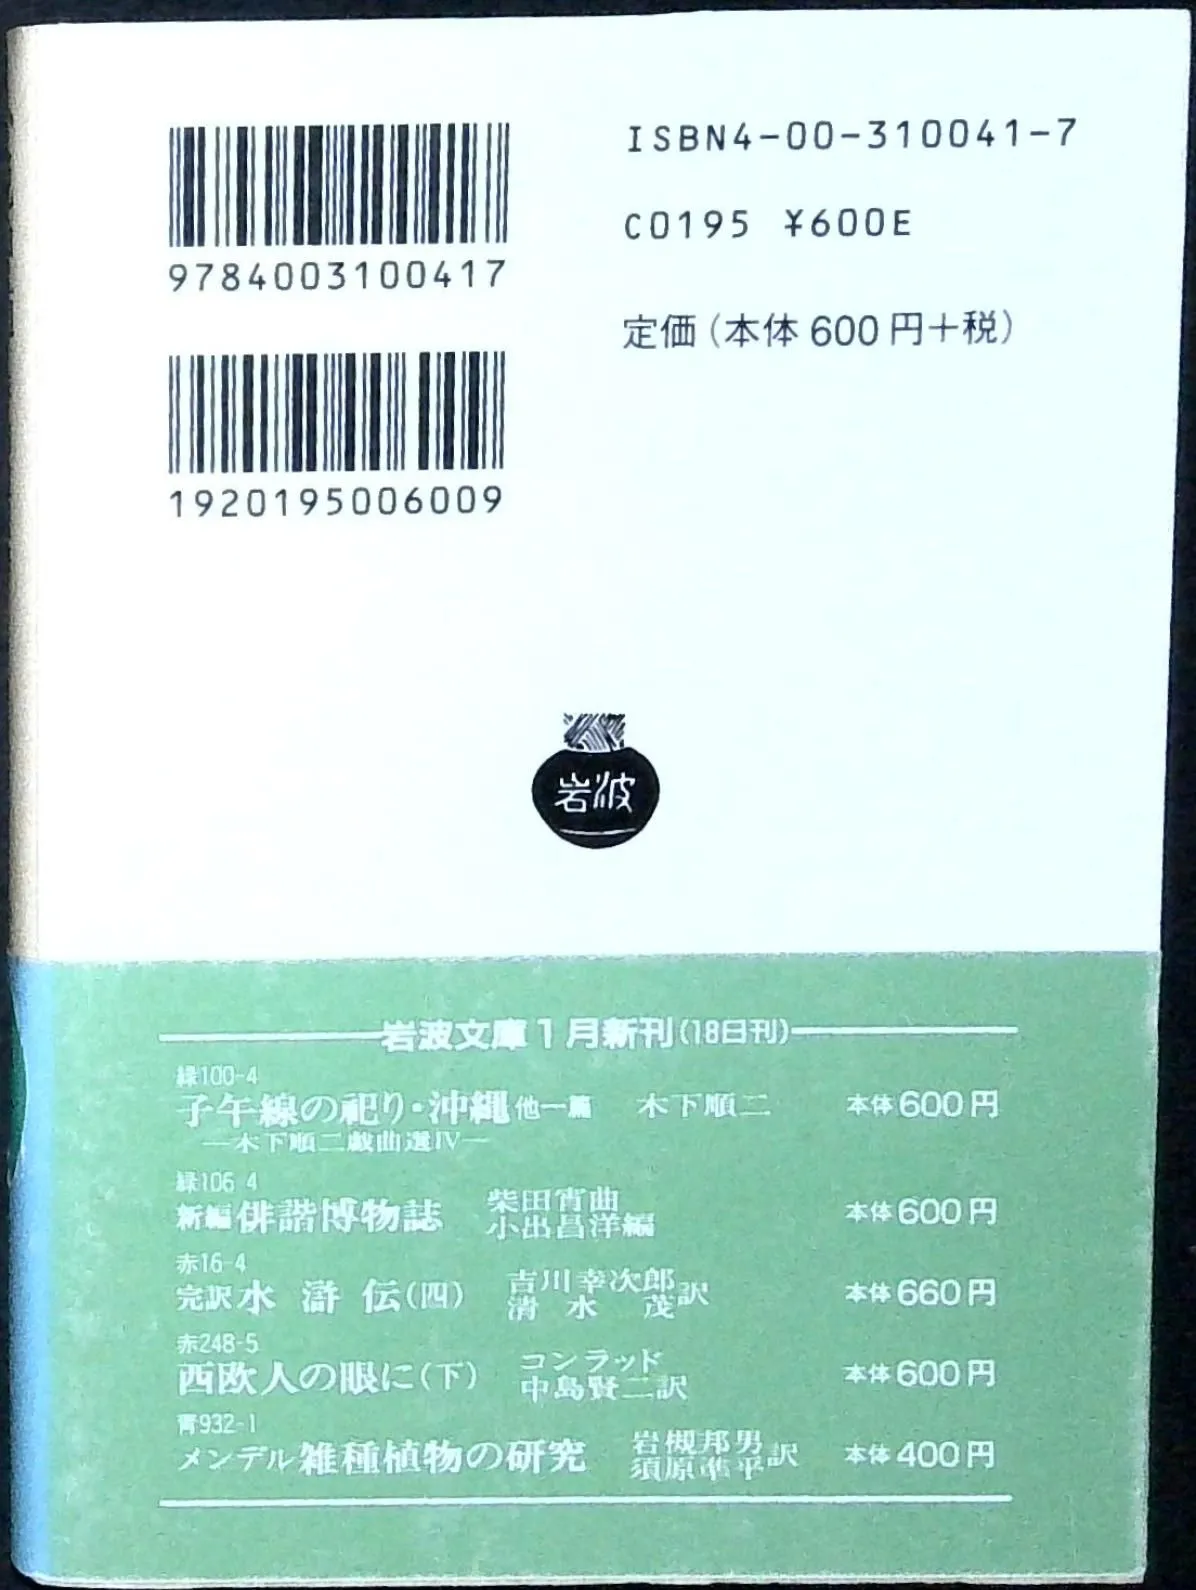 ISBN4-00-310041-7
C0195 ¥600E
定価(本体600円+税)
9784003100417
1920195006009
岩波
岩波文庫1月新刊(18日刊)
緑100-4
子午線の祀り・沖縄 他一篇 木下順二 本体600円
—木下順二戯曲選Ⅳ—
緑106 4
新編 俳諧博物誌 柴田宵曲 本体600円
小出昌洋編
赤16-4
完訳 水滸伝(四) 吉川幸次郎 訳 本体660円
清水 茂
赤248-5
西欧人の眼に(下) コンラッド 本体600円
中島賢二訳
青932-1
メンデル 雑種植物の研究 岩槻邦男 訳 本体400円
須原準平